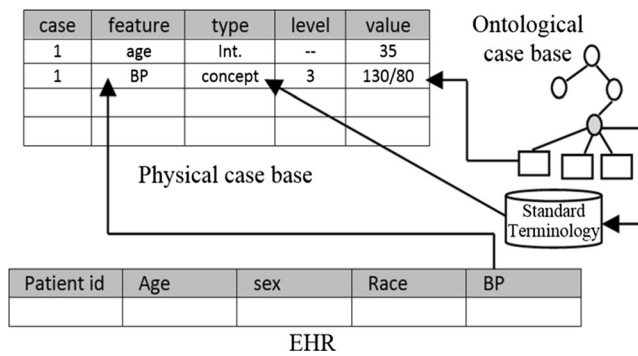 case feature type level value
1 age Int. -- 35
1 BP concept 3 130/80
Ontological
case base
Physical case base
Standard
Terminology
Patient id Age sex Race BP
EHR